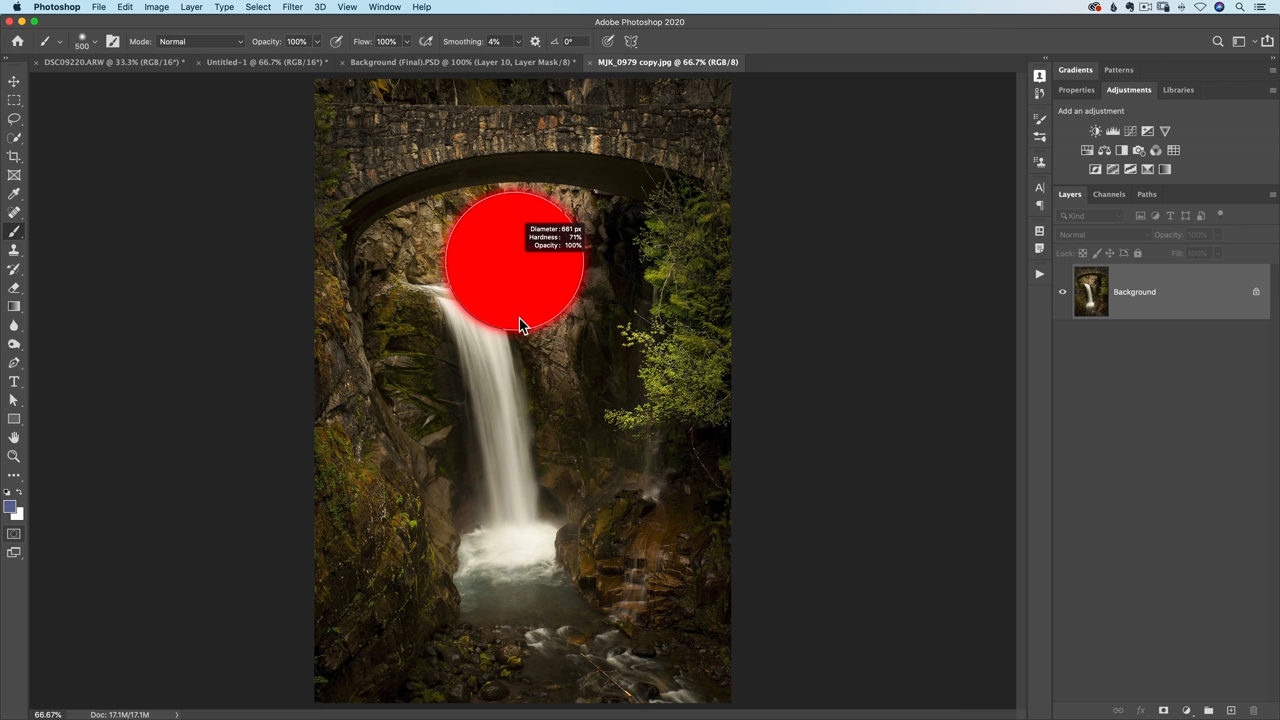 Photoshop File Edit Image Layer Type Select Filter 3D View Window Help
Adobe Photoshop 2020
500 Mode: Normal Opacity: 100% Flow: 100% Smoothing: 4% 0°
DSC09220.ARW @ 33.3% (RGB/16*) * Untitled-1 @ 66.7% (RGB/16*) * Background (Final).PSD @ 100% (Layer 10, Layer Mask/8) * MJK_0979 copy.jpg @ 66.7% (RGB/8)
Gradients Patterns
Properties Adjustments Libraries
Add an adjustment
Layers Channels Paths
Kind
Normal Opacity: 100%
Lock: Fill: 100%
Background
Diameter: 661 px
Hardness: 71%
Opacity: 100%
66.67% Doc: 17.1M/17.1M